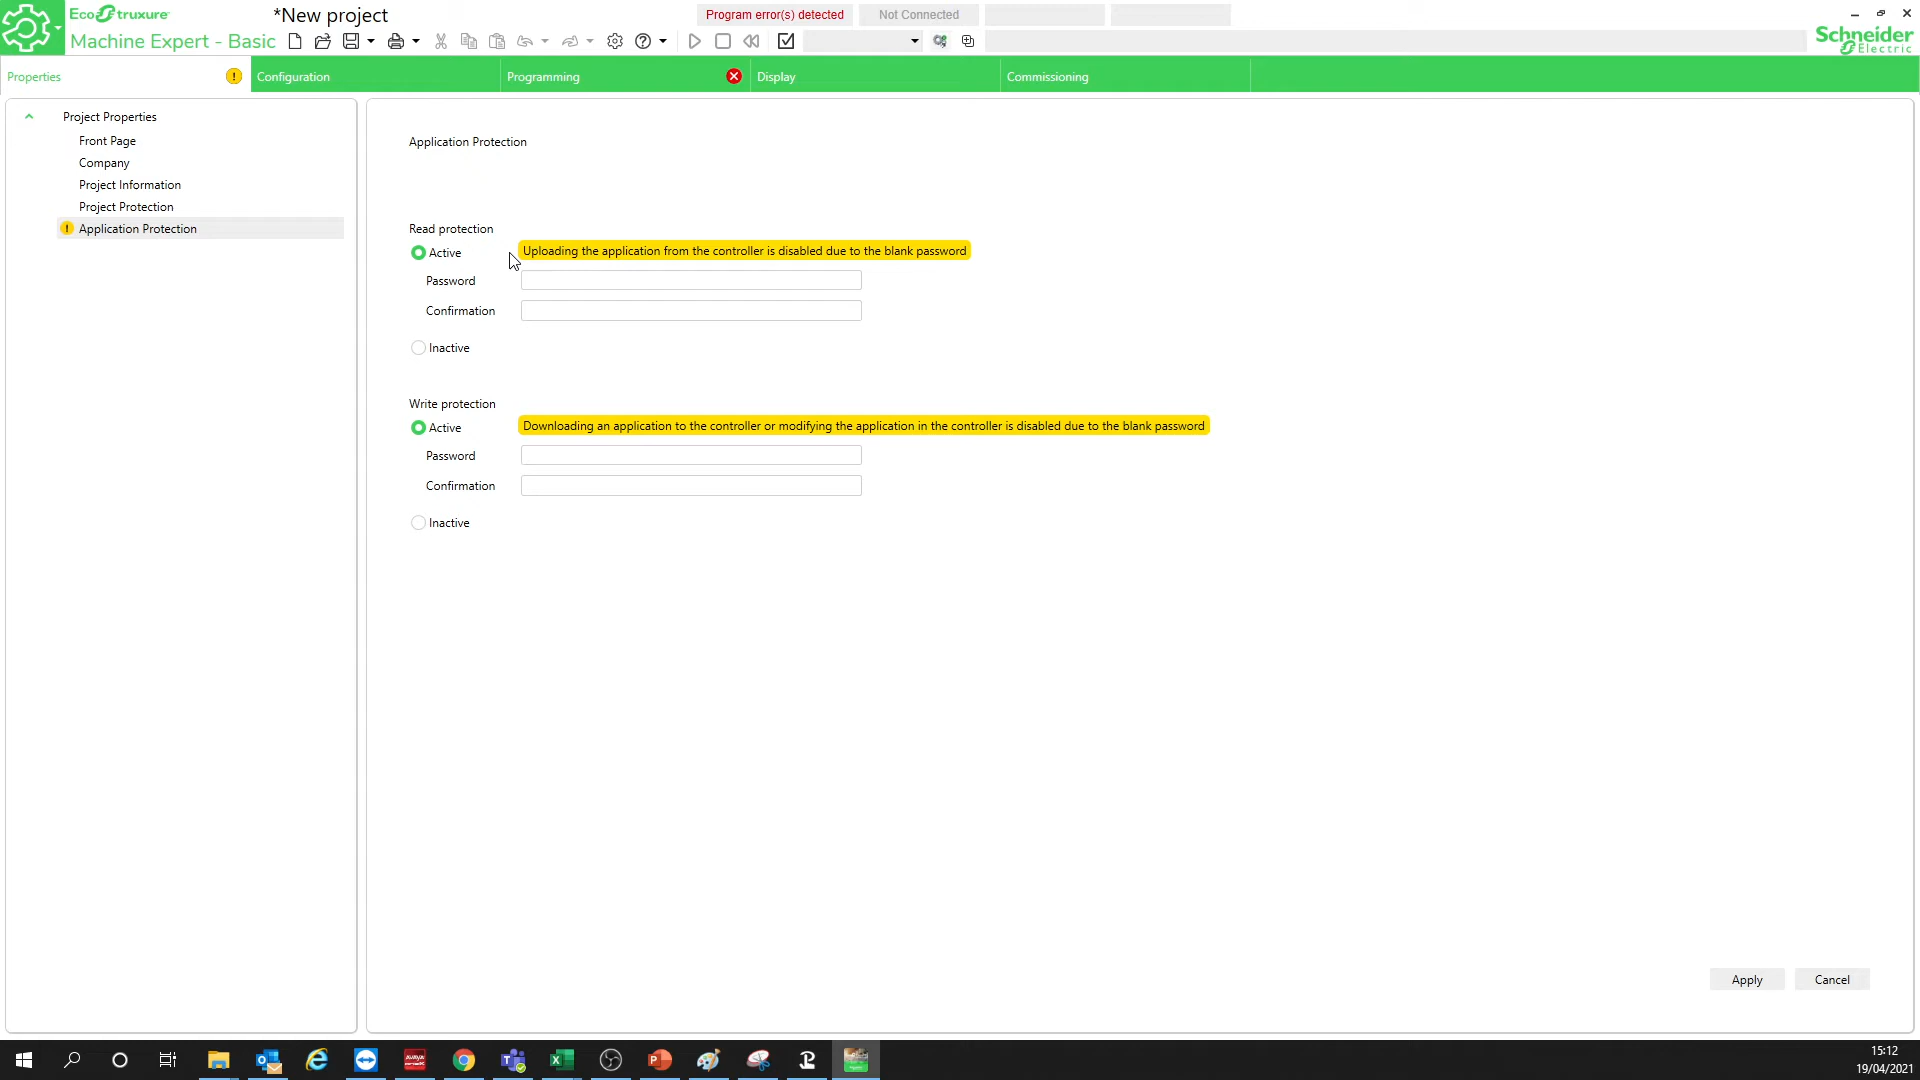 EcoStruxure
Machine Expert - Basic
*New project
Program error(s) detected
Not Connected
Schneider
Electric
Properties
Configuration
Programming
Display
Commissioning
Project Properties
Front Page
Company
Project Information
Project Protection
Application Protection
Application Protection
Read protection
Active
Uploading the application from the controller is disabled due to the blank password
Password
Confirmation
Inactive
Write protection
Active
Downloading an application to the controller or modifying the application in the controller is disabled due to the blank password
Password
Confirmation
Inactive
Apply
Cancel
15:12
19/04/2021